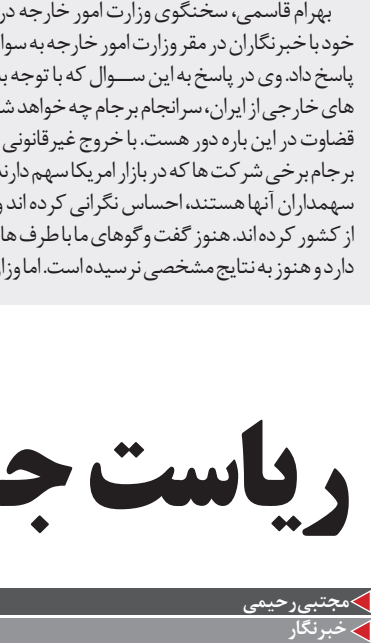 بهرام قاسمی، سخنگوی وزارت امور خارجه در
خود با خبرنگاران در مقر وزارت امور خارجه به سوا
پاسخ داد. وی در پاسخ به این ســوال که با توجه به
های خارجی از ایران، سرانجام برجام چه خواهد ش
قضاوت در این باره دور هست. با خروج غیرقانونی
برجام برخی شرکت ها که در بازار امریکا سهم دارند
سهمداران آنها هستند، احساس نگرانی کرده اند و
از کشور کرده اند. هنوز گفت و گوهای ما با طرف ها
دارد و هنوز به نتایج مشخصی نرسیده است. اما وزا
ریاست جـ
مجتبی رحیمی
خبرنگار